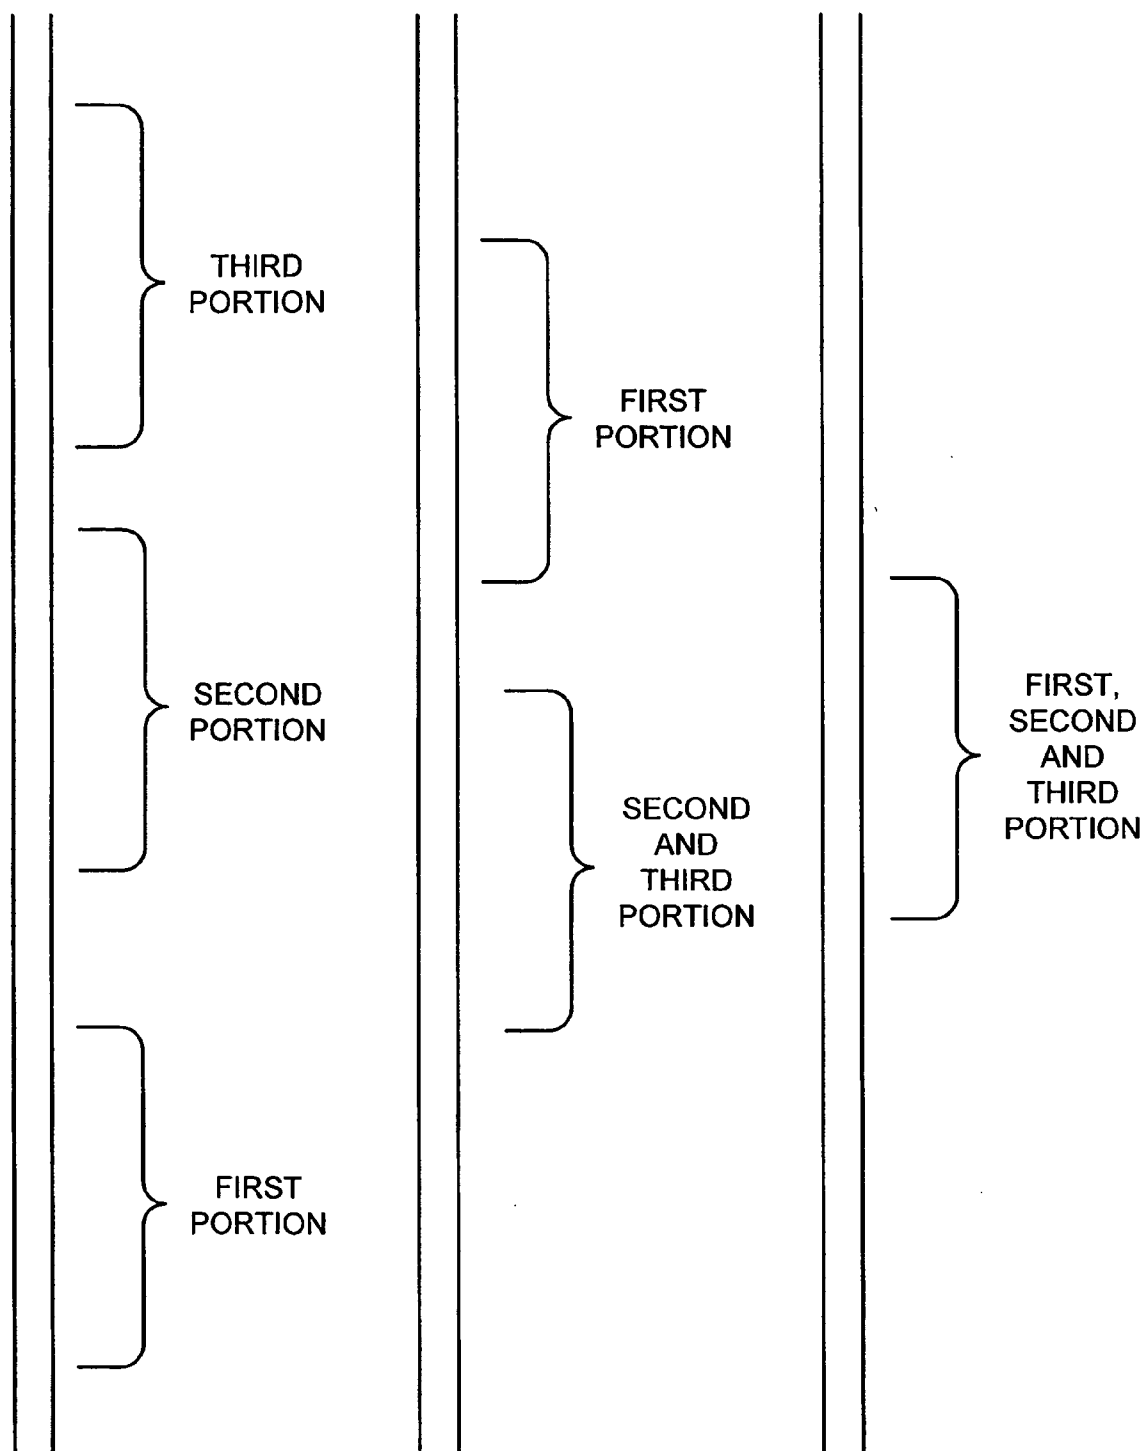 THIRD
PORTION
SECOND
PORTION
FIRST
PORTION
FIRST
PORTION
SECOND
AND
THIRD
PORTION
FIRST,
SECOND
AND
THIRD
PORTION